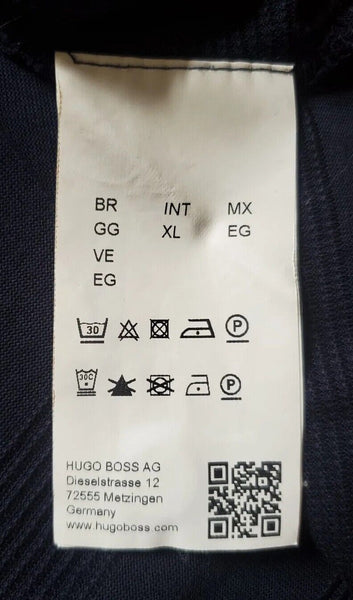 BR INT MX
GG XL EG
VE
EG
30 P
30C P
HUGO BOSS AG
Dieselstrasse 12
72555 Metzingen
Germany
www.hugoboss.com